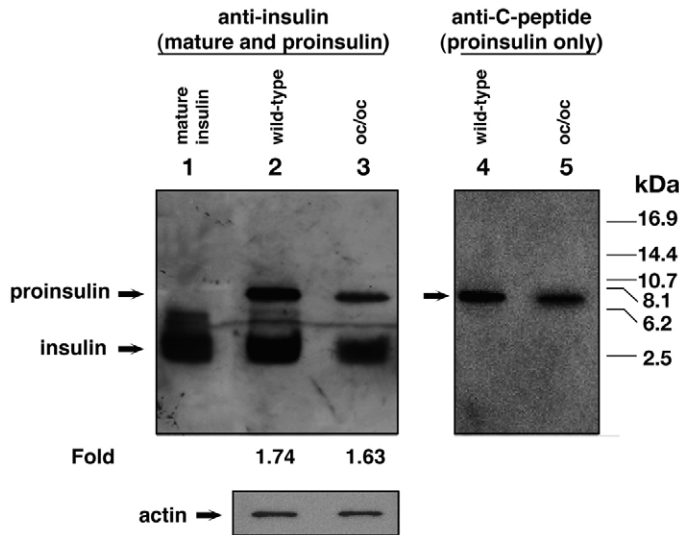 anti-insulin
(mature and proinsulin)
anti-C-peptide
(proinsulin only)
mature
insulin
wild-type
oc/oc
wild-type
oc/oc
1 2 3 4 5
kDa
16.9
14.4
10.7
proinsulin
8.1
6.2
insulin
2.5
Fold 1.74 1.63
actin